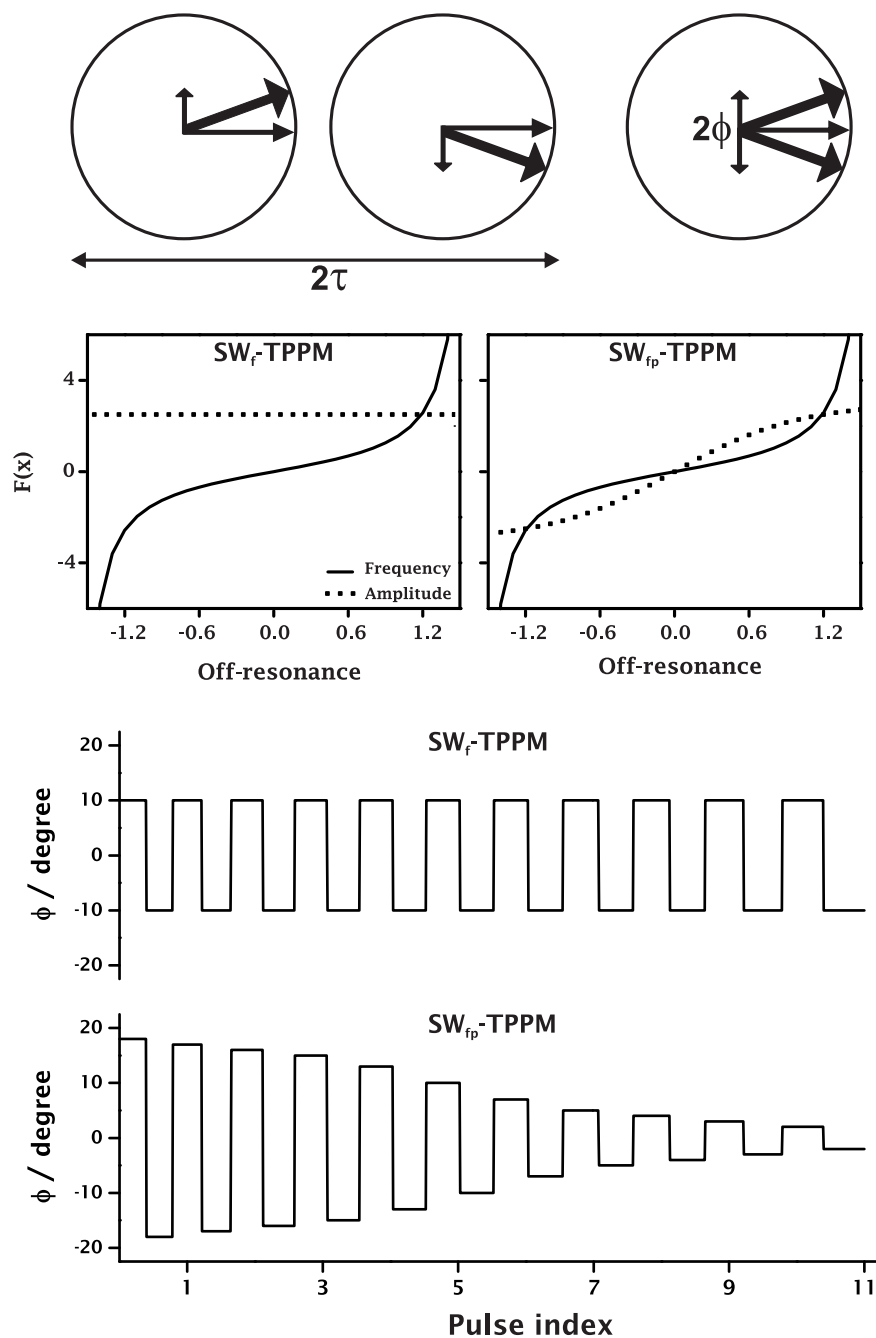 2ϕ
2τ
SWf-TPPM
SWfp-TPPM
4
0
-4
F(x)
Frequency
Amplitude
-1.2 -0.6 0.0 0.6 1.2
-1.2 -0.6 0.0 0.6 1.2
Off-resonance
Off-resonance
SWf-TPPM
20
10
0
-10
-20
ϕ / degree
SWfp-TPPM
20
10
0
-10
-20
ϕ / degree
1 3 5 7 9 11
Pulse index